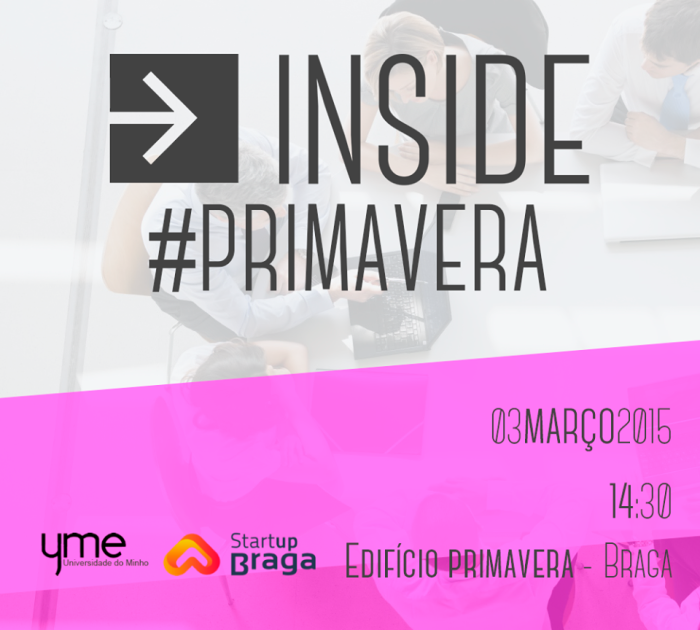 INSIDE
#PRIMAVERA
03MARÇO2015
14:30
yme
Universidade do Minho
Startup
Braga
EDIFÍCIO PRIMAVERA - BRAGA